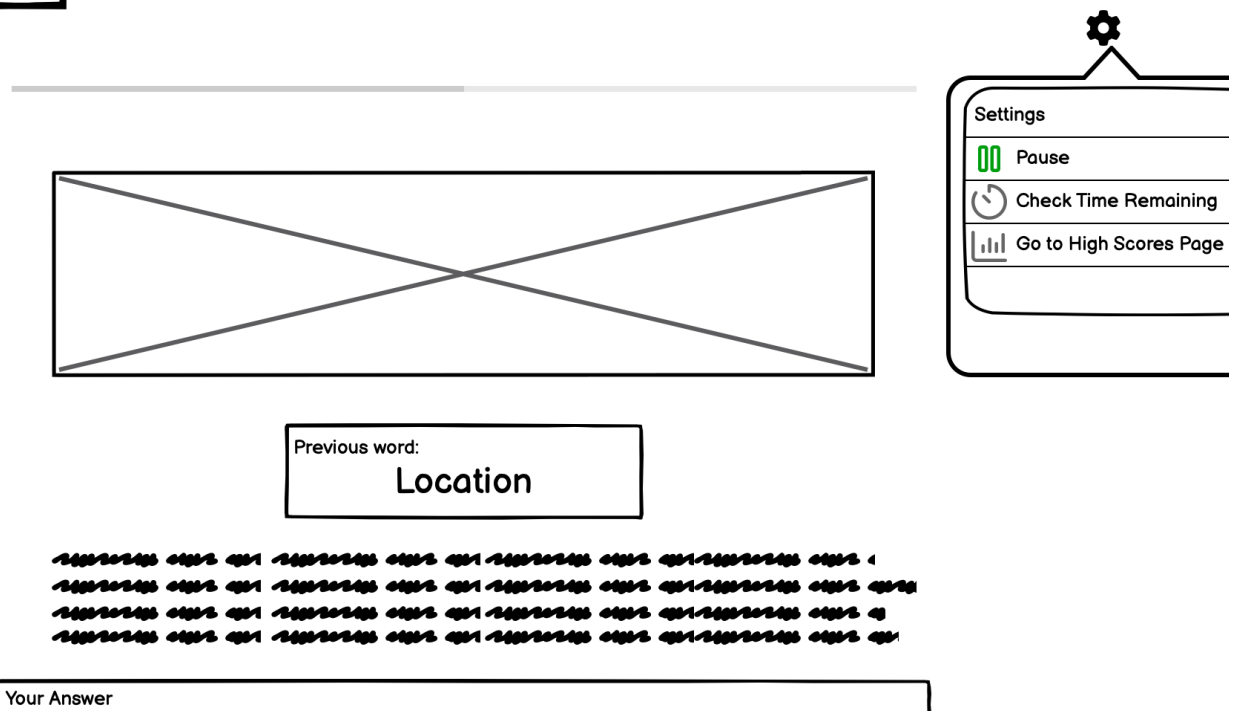 Settings
Pause
Check Time Remaining
Go to High Scores Page
Previous word:
Location
Your Answer